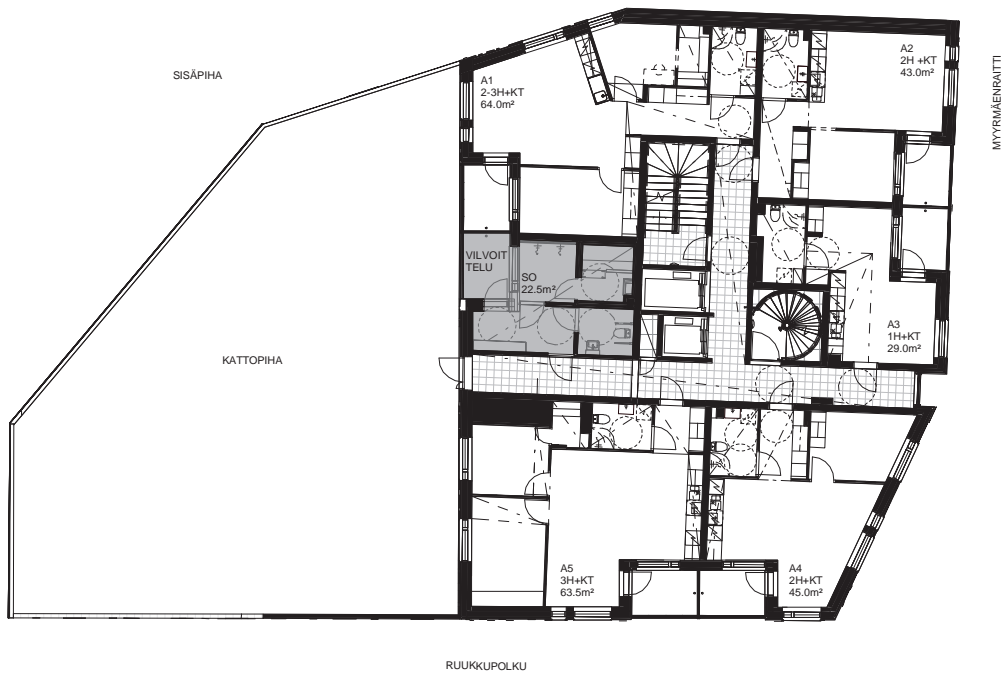 SISÄPIHA
A1
2-3H+KT
64.0m²
A2
2H +KT
43.0m²
MYYRMÄENRAITTI
VILVOIT
TELU
SO
22.5m²
A3
1H+KT
29.0m²
KATTOPIHA
A5
3H+KT
63.5m²
A4
2H+KT
45.0m²
RUUKKUPOLKU